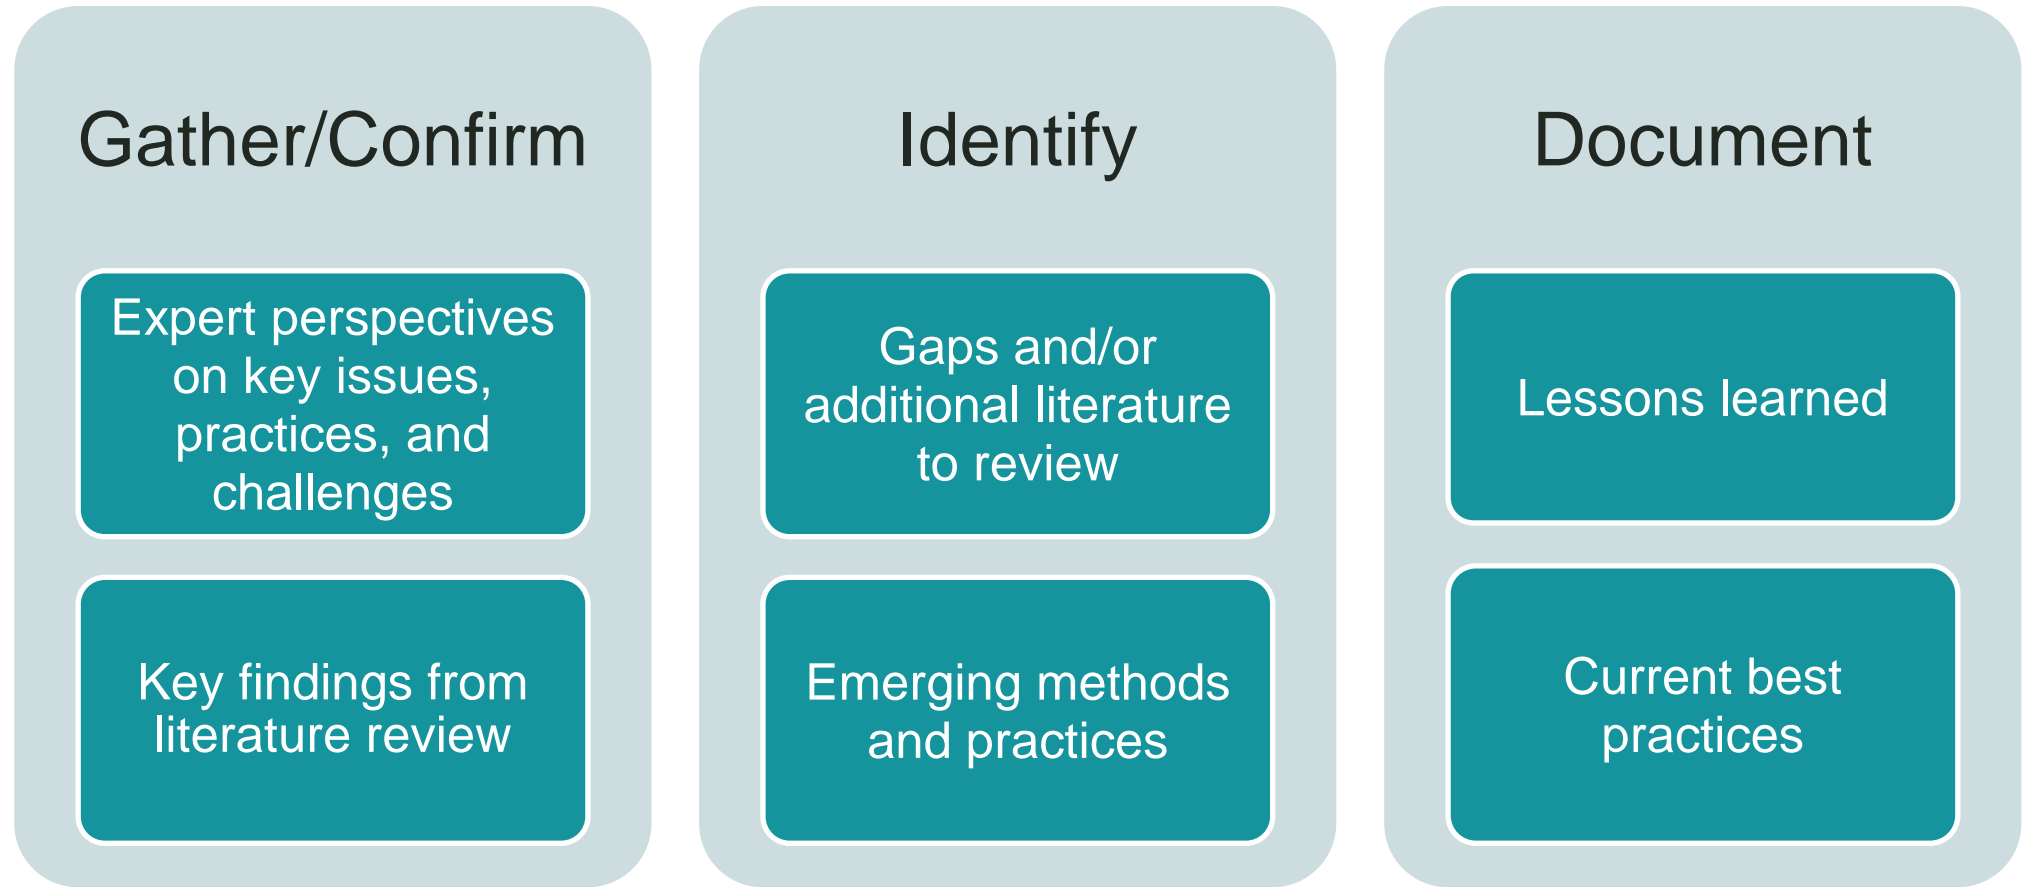 Gather/Confirm
Expert perspectives
on key issues,
practices, and
challenges
Key findings from
literature review
Identify
Gaps and/or
additional literature
to review
Emerging methods
and practices
Document
Lessons learned
Current best
practices